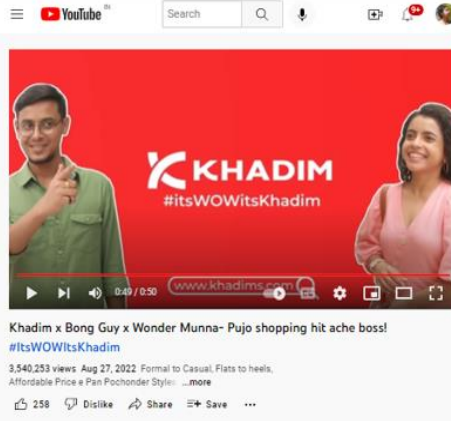 YouTube IN
Search
9+
KHADIM
#itsWOWitsKhadim
www.khadims.com
0:49 / 0:50
Khadim x Bong Guy x Wonder Munna- Pujo shopping hit ache boss!
#ItsWOWItsKhadim
3,540,253 views Aug 27, 2022 Formal to Casual, Flats to heels,
Affordable Price e Pan Pochonder Styles ...more
258 Dislike Share Save